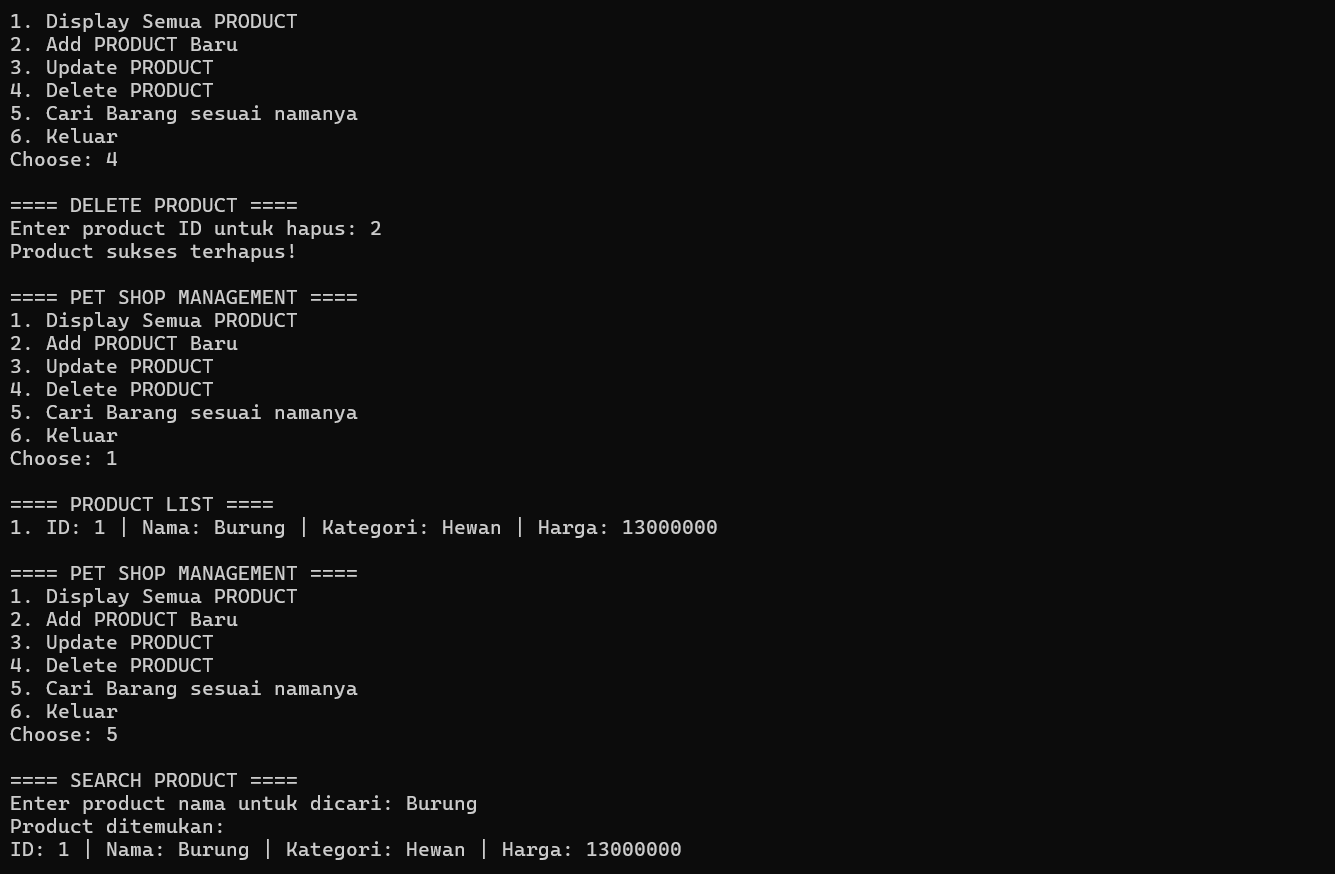 1. Display Semua PRODUCT
2. Add PRODUCT Baru
3. Update PRODUCT
4. Delete PRODUCT
5. Cari Barang sesuai namanya
6. Keluar
Choose: 4
==== DELETE PRODUCT ====
Enter product ID untuk hapus: 2
Product sukses terhapus!
==== PET SHOP MANAGEMENT ====
1. Display Semua PRODUCT
2. Add PRODUCT Baru
3. Update PRODUCT
4. Delete PRODUCT
5. Cari Barang sesuai namanya
6. Keluar
Choose: 1
==== PRODUCT LIST ====
1. ID: 1 | Nama: Burung | Kategori: Hewan | Harga: 13000000
==== PET SHOP MANAGEMENT ====
1. Display Semua PRODUCT
2. Add PRODUCT Baru
3. Update PRODUCT
4. Delete PRODUCT
5. Cari Barang sesuai namanya
6. Keluar
Choose: 5
==== SEARCH PRODUCT ====
Enter product nama untuk dicari: Burung
Product ditemukan:
ID: 1 | Nama: Burung | Kategori: Hewan | Harga: 13000000